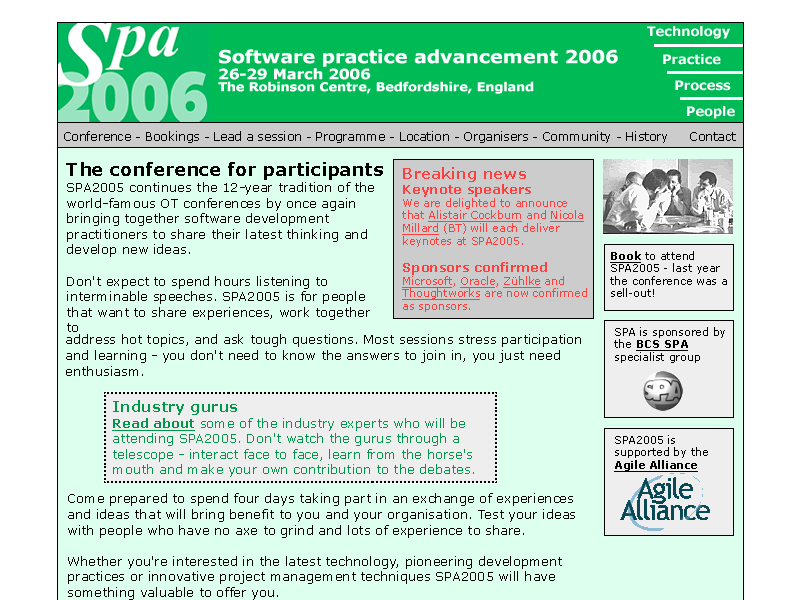 Spa
2006
Software practice advancement 2006
26-29 March 2006
The Robinson Centre, Bedfordshire, England
Technology
Practice
Process
People
Conference - Bookings - Lead a session - Programme - Location - Organisers - Community - History Contact
The conference for participants
SPA2005 continues the 12-year tradition of the
world-famous OT conferences by once again
bringing together software development
practitioners to share their latest thinking and
develop new ideas.
Don't expect to spend hours listening to
interminable speeches. SPA2005 is for people
that want to share experiences, work together
to
address hot topics, and ask tough questions. Most sessions stress participation
and learning - you don't need to know the answers to join in, you just need
enthusiasm.
Breaking news
Keynote speakers
We are delighted to announce
that Alistair Cockburn and Nicola
Millard (BT) will each deliver
keynotes at SPA2005.
Sponsors confirmed
Microsoft, Oracle, Zühlke and
Thoughtworks are now confirmed
as sponsors.
Industry gurus
Read about some of the industry experts who will be
attending SPA2005. Don't watch the gurus through a
telescope - interact face to face, learn from the horse's
mouth and make your own contribution to the debates.
Come prepared to spend four days taking part in an exchange of experiences
and ideas that will bring benefit to you and your organisation. Test your ideas
with people who have no axe to grind and lots of experience to share.
Whether you're interested in the latest technology, pioneering development
practices or innovative project management techniques SPA2005 will have
something valuable to offer you.
Book to attend
SPA2005 - last year
the conference was a
sell-out!
SPA is sponsored by
the BCS SPA
specialist group
SPA
SPA2005 is
supported by the
Agile Alliance
Agile
Alliance